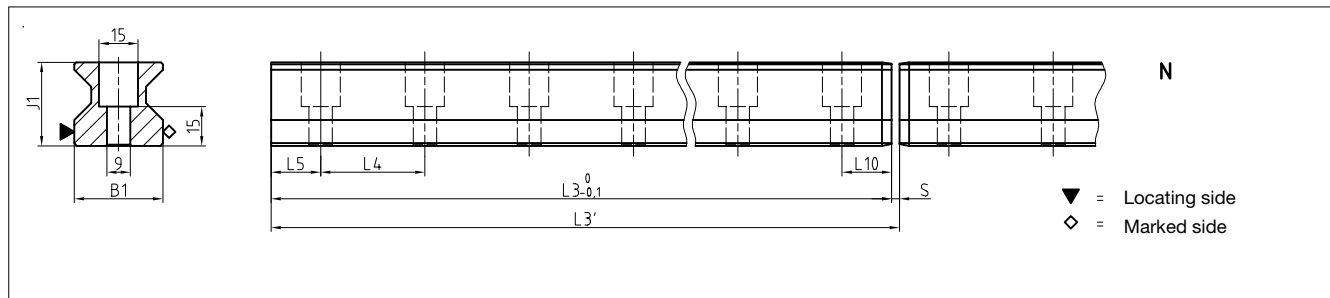 15
N
J1
15
9
B1
L5
L4
L10
L3 0 -0,1
S
L3'
▼ = Locating side
◇ = Marked side